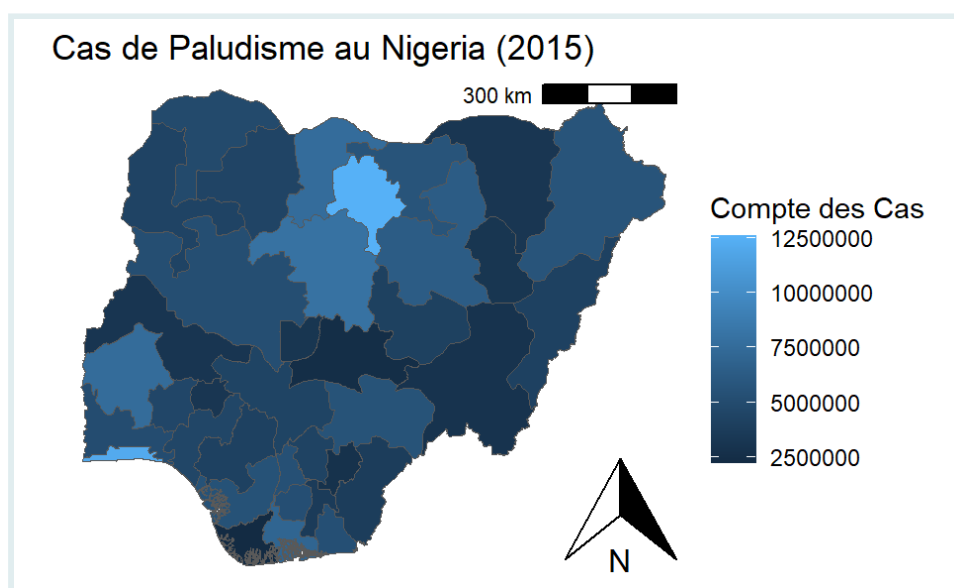 Cas de Paludisme au Nigeria (2015)
300 km
Compte des Cas
12500000
10000000
7500000
5000000
2500000
N